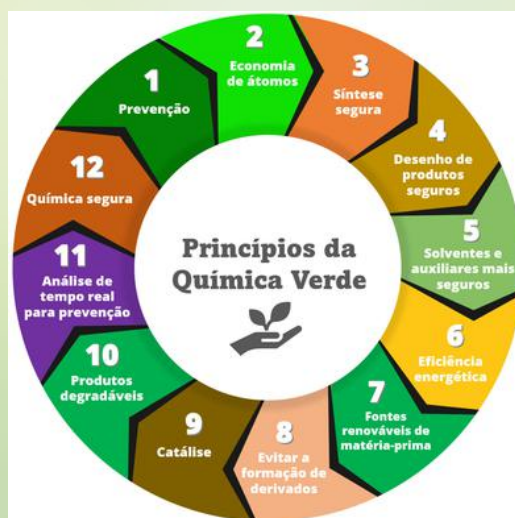 Princípios da
Química Verde
1
Prevenção
2
Economia
de átomos
3
Síntese
segura
4
Desenho de
produtos
seguros
5
Solventes e
auxiliares mais
seguros
6
Eficiência
energética
7
Fontes
renováveis de
matéria-prima
8
Evitar a
formação de
derivados
9
Catálise
10
Produtos
degradáveis
11
Análise de
tempo real
para prevenção
12
Química segura